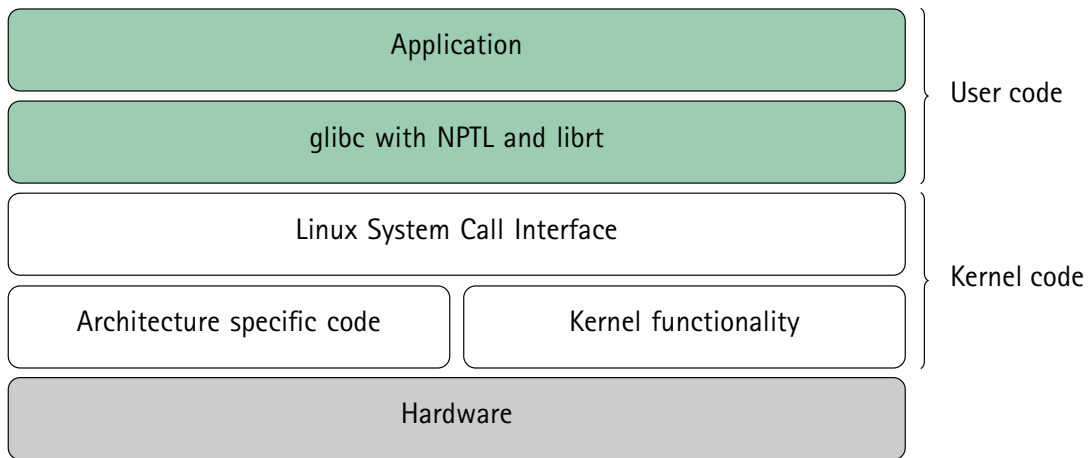 Application
User code
glibc with NPTL and librt
Linux System Call Interface
Kernel code
Architecture specific code
Kernel functionality
Hardware